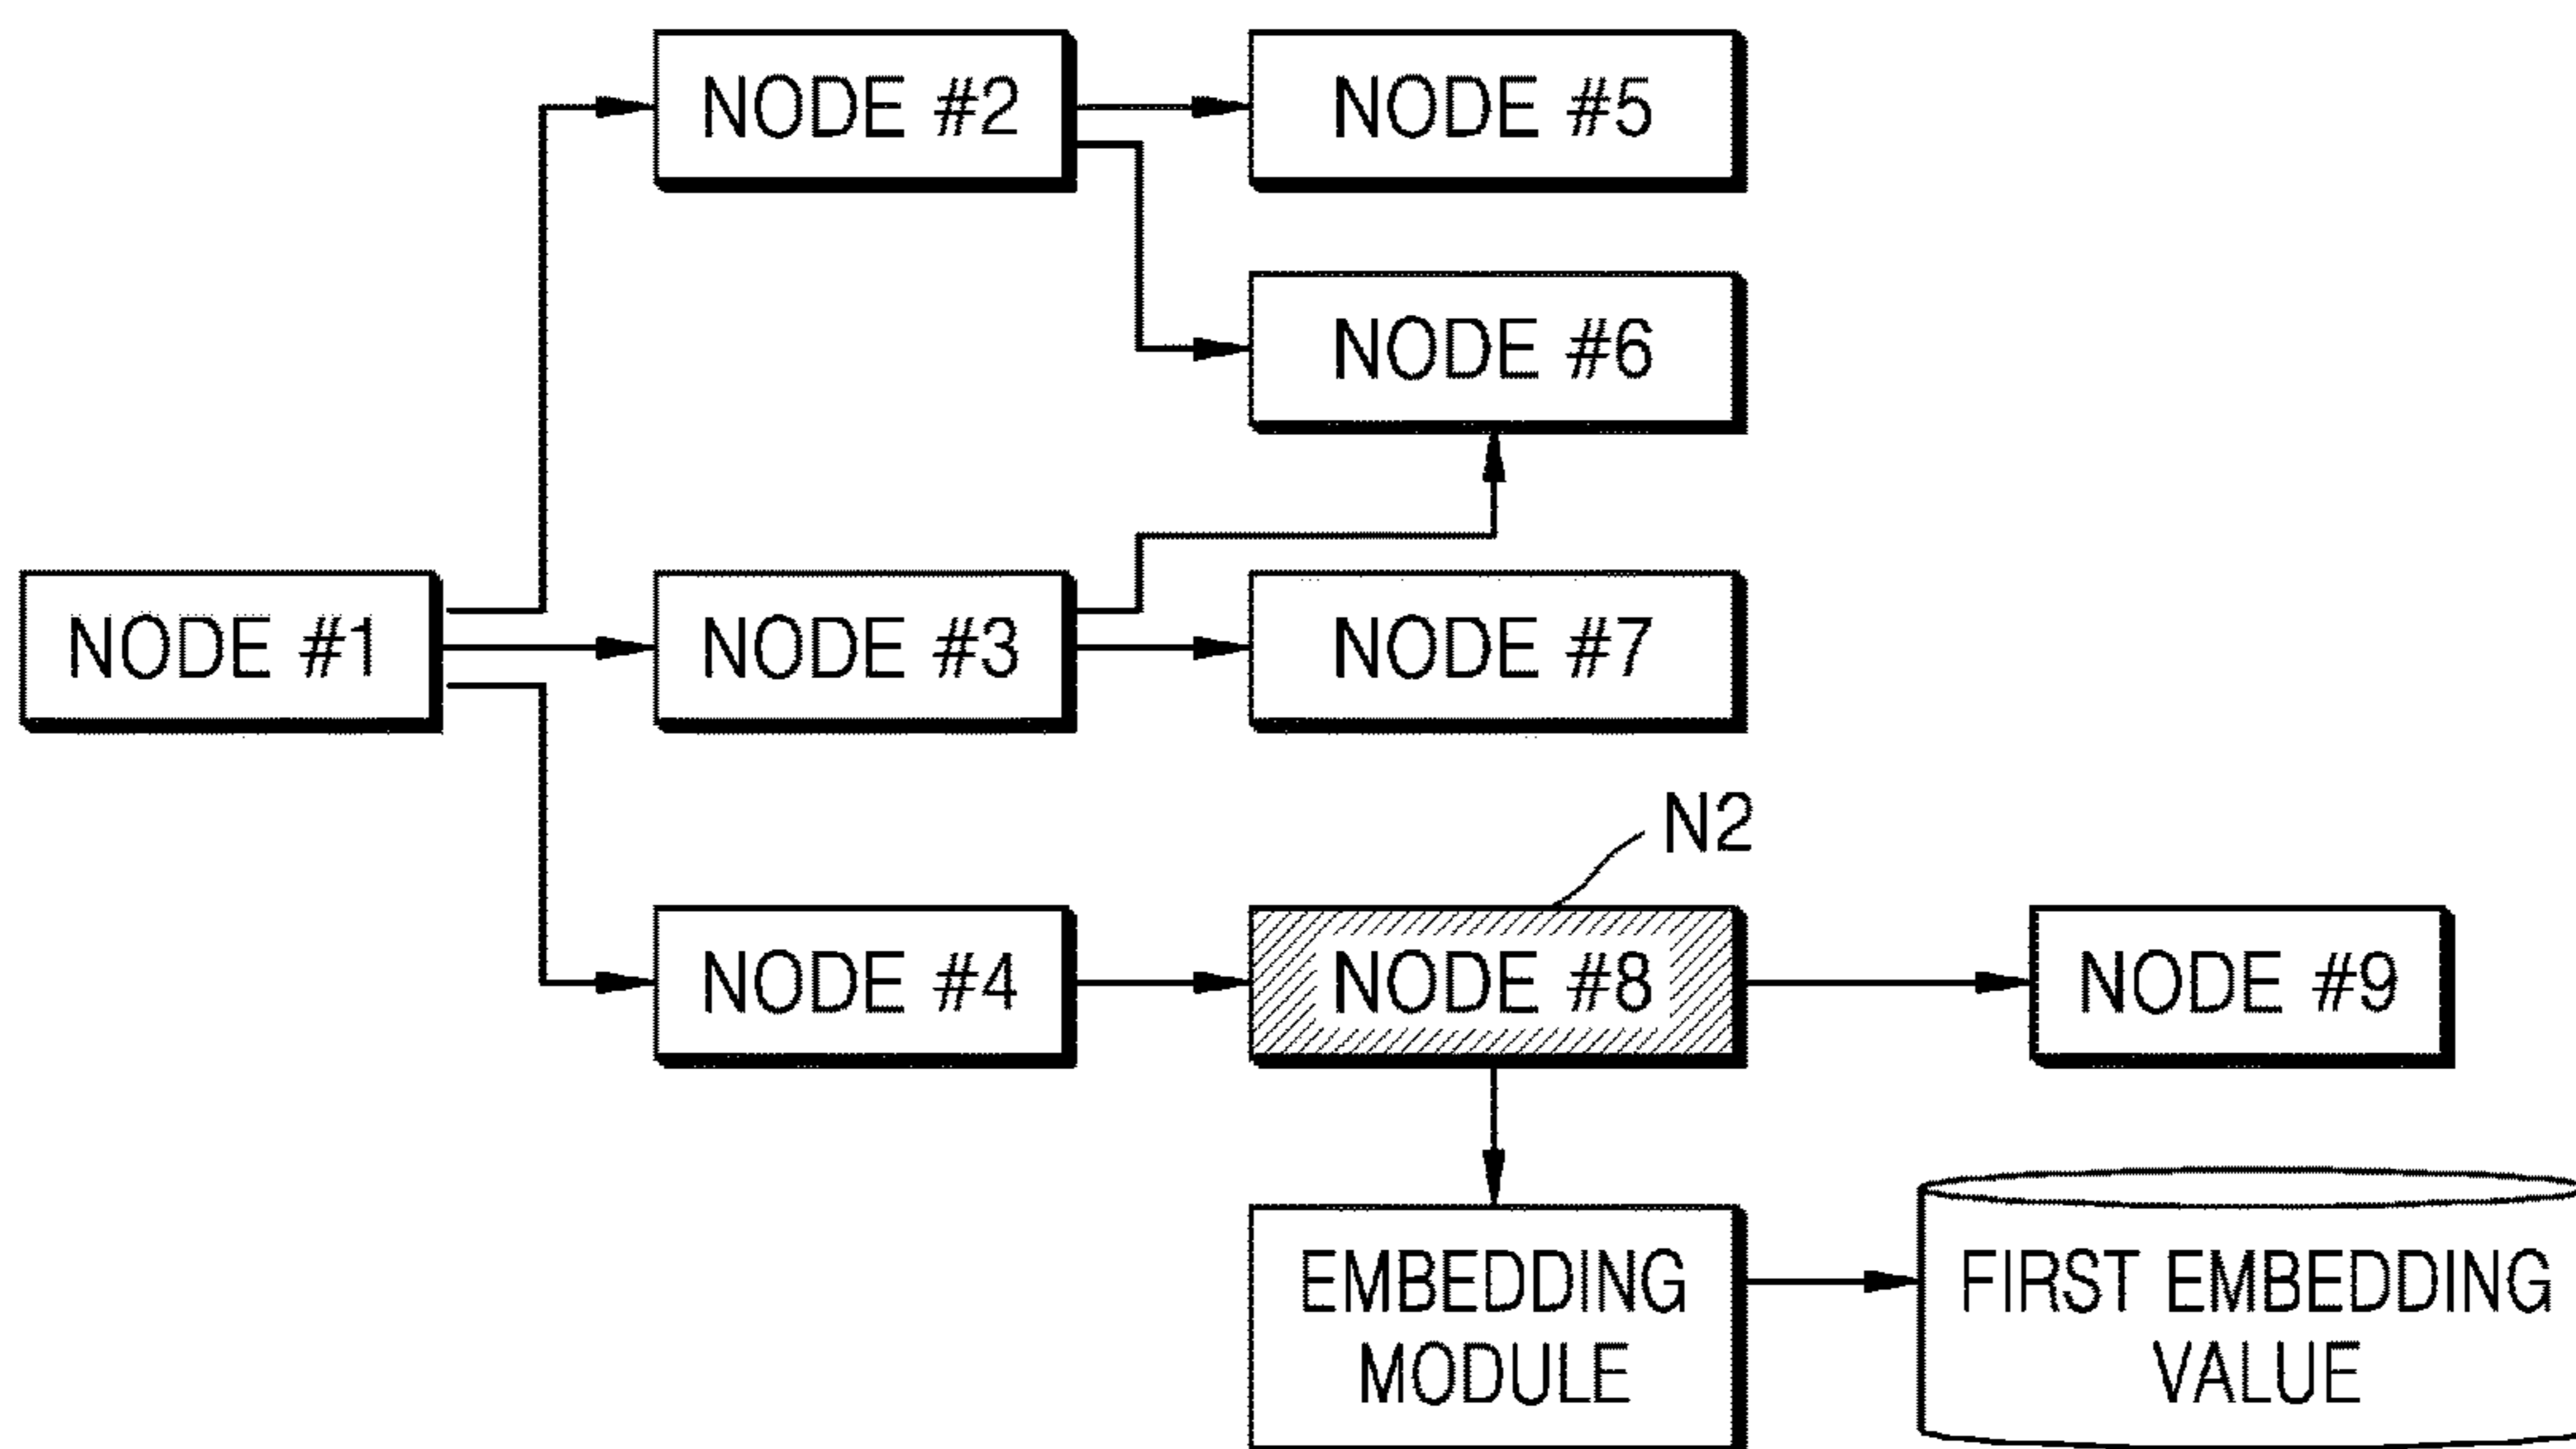 NODE #2
NODE #5
NODE #6
NODE #1
NODE #3
NODE #7
N2
NODE #4
NODE #8
NODE #9
EMBEDDING
MODULE
FIRST EMBEDDING
VALUE